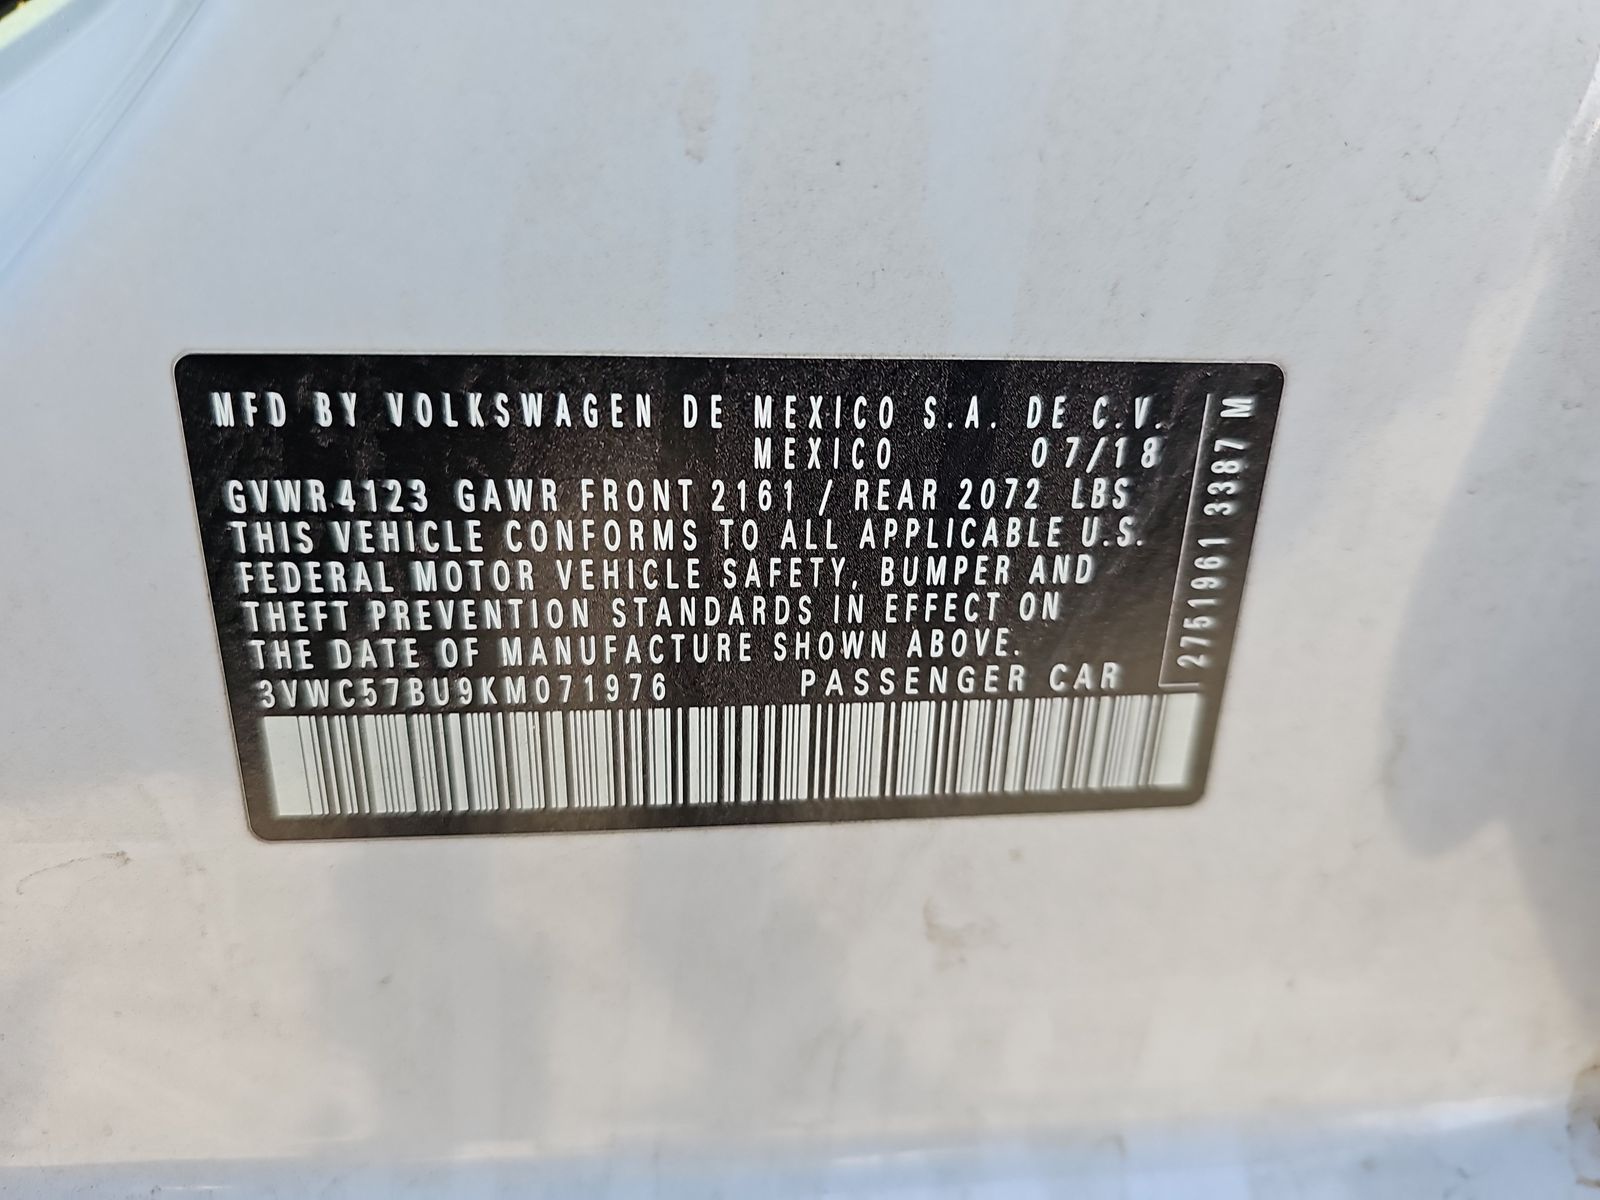 MFD BY VOLKSWAGEN DE MEXICO S.A. DE C.V.
MEXICO 07/18
GVWR 4123 GAWR FRONT 2161 / REAR 2072 LBS
THIS VEHICLE CONFORMS TO ALL APPLICABLE U.S.
FEDERAL MOTOR VEHICLE SAFETY, BUMPER AND
THEFT PREVENTION STANDARDS IN EFFECT ON
THE DATE OF MANUFACTURE SHOWN ABOVE.
3VWC57BU9KM071976 PASSENGER CAR
2751961 3387 M